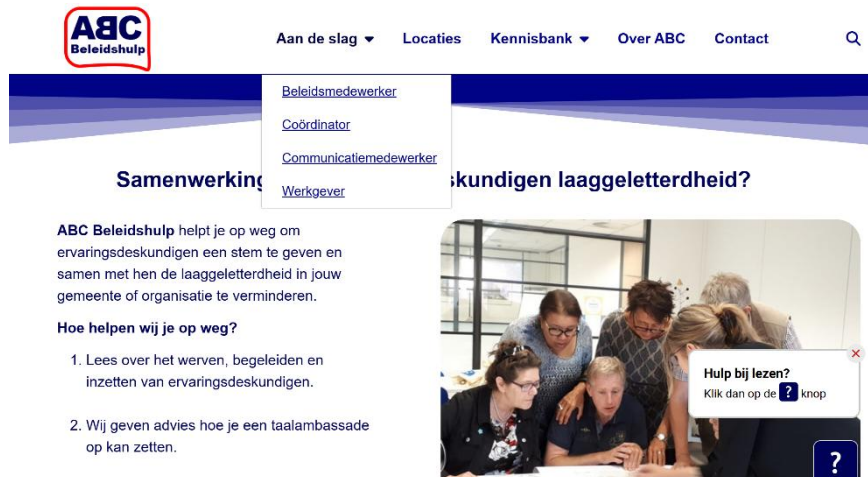 ABC
Beleidshulp
Aan de slag Locaties Kennisbank Over ABC Contact
Beleidsmedewerker
Coördinator
Communicatiemedewerker
Werkgever
Samenwerking skundigen laaggeletterdheid?
ABC Beleidshulp helpt je op weg om
ervaringsdeskundigen een stem te geven en
samen met hen de laaggeletterdheid in jouw
gemeente of organisatie te verminderen.
Hoe helpen wij je op weg?
1. Lees over het werven, begeleiden en
inzetten van ervaringsdeskundigen.
2. Wij geven advies hoe je een taalambassade
op kan zetten.
Hulp bij lezen?
Klik dan op de ? knop
?